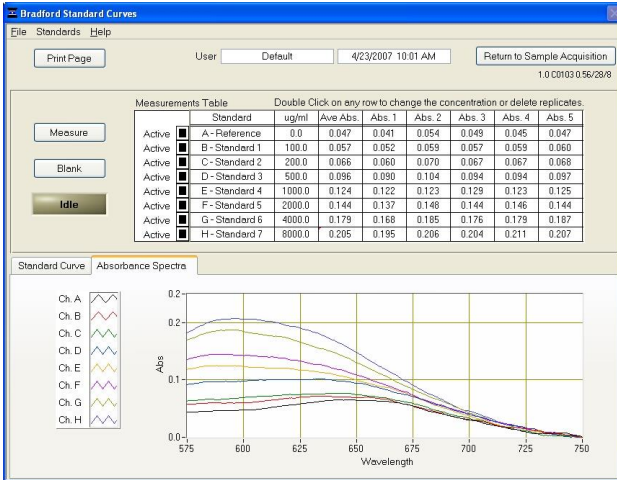 Bradford Standard Curves
File Standards Help
Print Page
User Default 4/23/2007 10:01 AM
Return to Sample Acquisition
1.0 C0103 0.56/28/8
Measurements Table Double Click on any row to change the concentration or delete replicates.
Standard ug/ml Ave Abs. Abs. 1 Abs. 2 Abs. 3 Abs. 4 Abs. 5
Active A - Reference 0.0 0.047 0.041 0.054 0.049 0.045 0.047
Active B - Standard 1 100.0 0.057 0.052 0.059 0.057 0.059 0.060
Active C - Standard 2 200.0 0.066 0.060 0.070 0.067 0.067 0.068
Active D - Standard 3 500.0 0.096 0.090 0.104 0.094 0.094 0.097
Active E - Standard 4 1000.0 0.124 0.122 0.123 0.129 0.123 0.125
Active F - Standard 5 2000.0 0.144 0.137 0.148 0.144 0.146 0.144
Active G - Standard 6 4000.0 0.179 0.168 0.185 0.176 0.179 0.187
Active H - Standard 7 8000.0 0.205 0.195 0.206 0.204 0.211 0.207
Measure
Blank
Idle
Standard Curve Absorbance Spectra
Ch. A
Ch. B
Ch. C
Ch. D
Ch. E
Ch. F
Ch. G
Ch. H
Abs
0.2
0.2
0.1
0.0
575 600 625 650 675 700 725 750
Wavelength